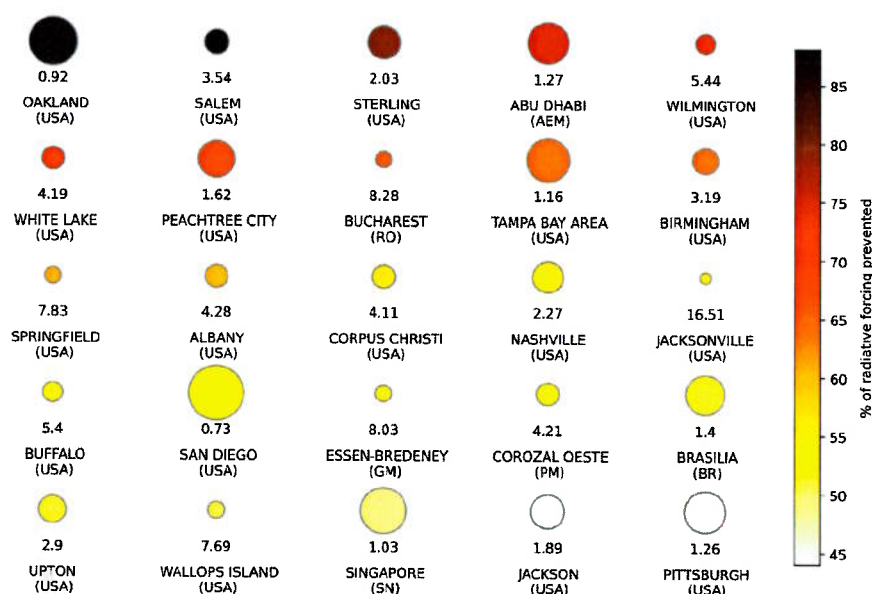 0.92 3.54 2.03 1.27 5.44
OAKLAND SALEM STERLING ABU DHABI WILMINGTON
(USA) (USA) (USA) (AEM) (USA)
4.19 1.62 8.28 1.16 3.19
WHITE LAKE PEACHTREE CITY BUCHAREST TAMPA BAY AREA BIRMINGHAM
(USA) (USA) (RO) (USA) (USA)
7.83 4.28 4.11 2.27 16.51
SPRINGFIELD ALBANY CORPUS CHRISTI NASHVILLE JACKSONVILLE
(USA) (USA) (USA) (USA) (USA)
5.4 0.73 8.03 4.21 1.4
BUFFALO SAN DIEGO ESSEN-BREDENEY COROZAL OESTE BRASILIA
(USA) (USA) (GM) (PM) (BR)
2.9 7.69 1.03 1.89 1.26
UPTON WALLOPS ISLAND SINGAPORE JACKSON PITTSBURGH
(USA) (USA) (SN) (USA) (USA)
85
80
75
70
65
60
55
50
45
% of radiative forcing prevented